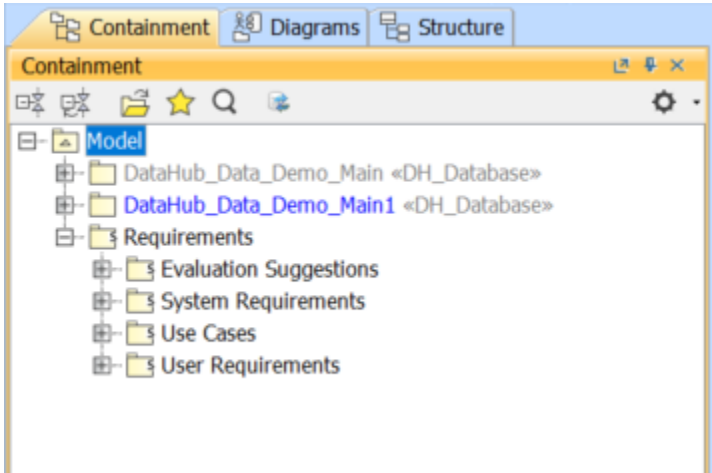 Containment Diagrams Structure
Containment
Model
DataHub_Data_Demo_Main «DH_Database»
DataHub_Data_Demo_Main1 «DH_Database»
Requirements
Evaluation Suggestions
System Requirements
Use Cases
User Requirements